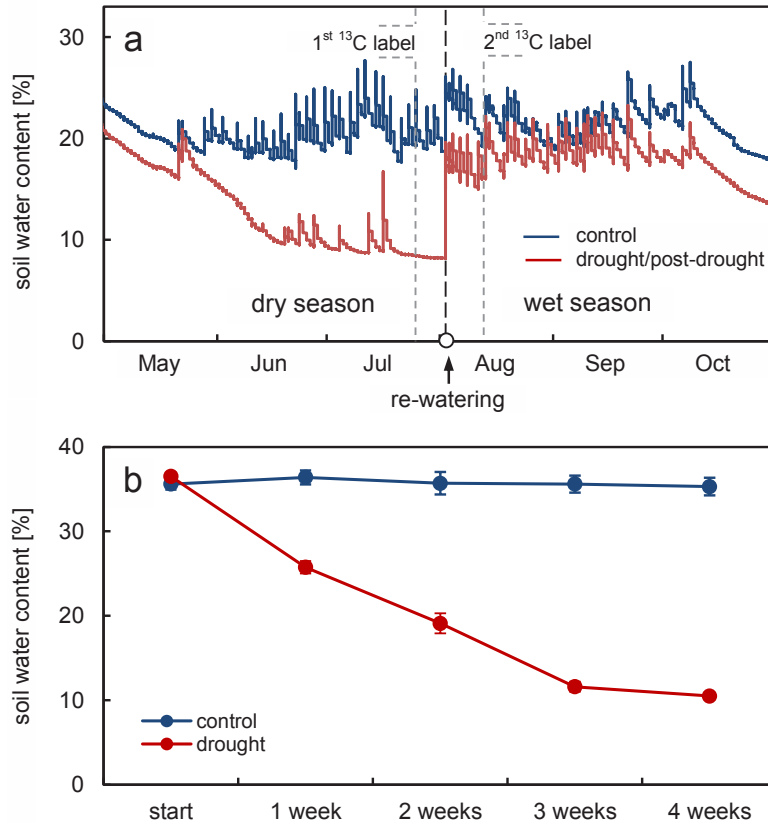 a
1st 13C label
2nd 13C label
soil water content [%]
30
20
10
0
control
drought/post-drought
dry season
wet season
May Jun Jul Aug Sep Oct
re-watering
b
soil water content [%]
40
30
20
10
0
control
drought
start 1 week 2 weeks 3 weeks 4 weeks